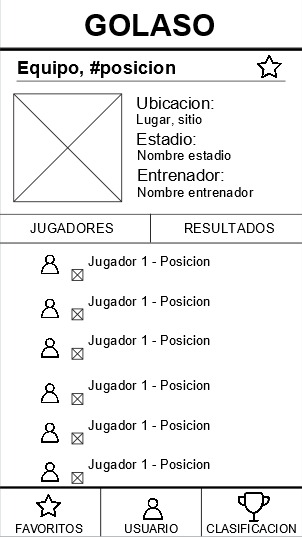 GOLASO
Equipo, #posicion
Ubicacion:
Lugar, sitio
Estadio:
Nombre estadio
Entrenador:
Nombre entrenador
JUGADORES
RESULTADOS
Jugador 1 - Posicion
Jugador 1 - Posicion
Jugador 1 - Posicion
Jugador 1 - Posicion
Jugador 1 - Posicion
Jugador 1 - Posicion
FAVORITOS
USUARIO
CLASIFICACION